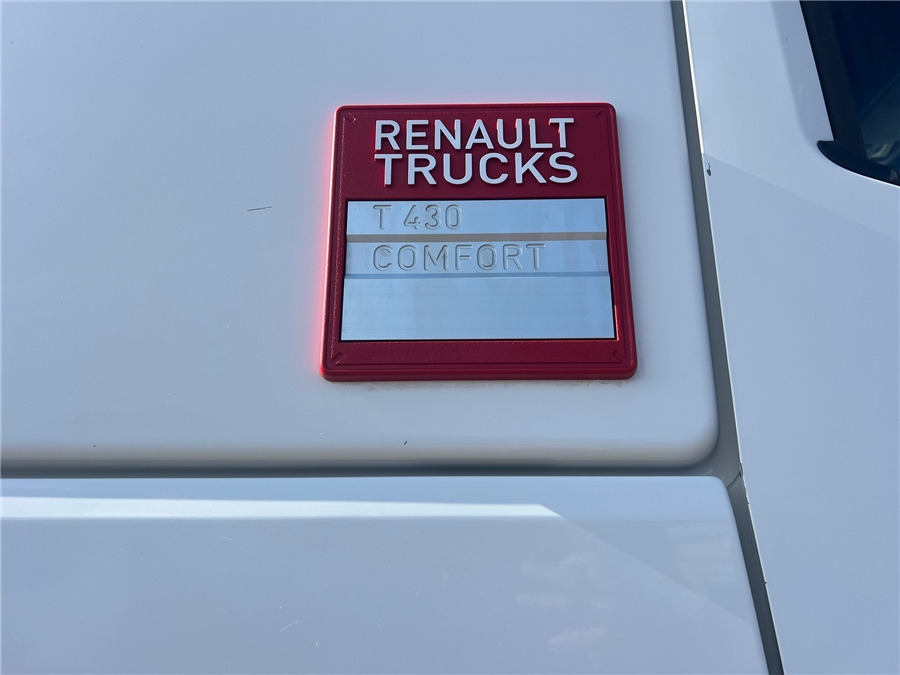 RENAULT
TRUCKS
T 430
COMFORT